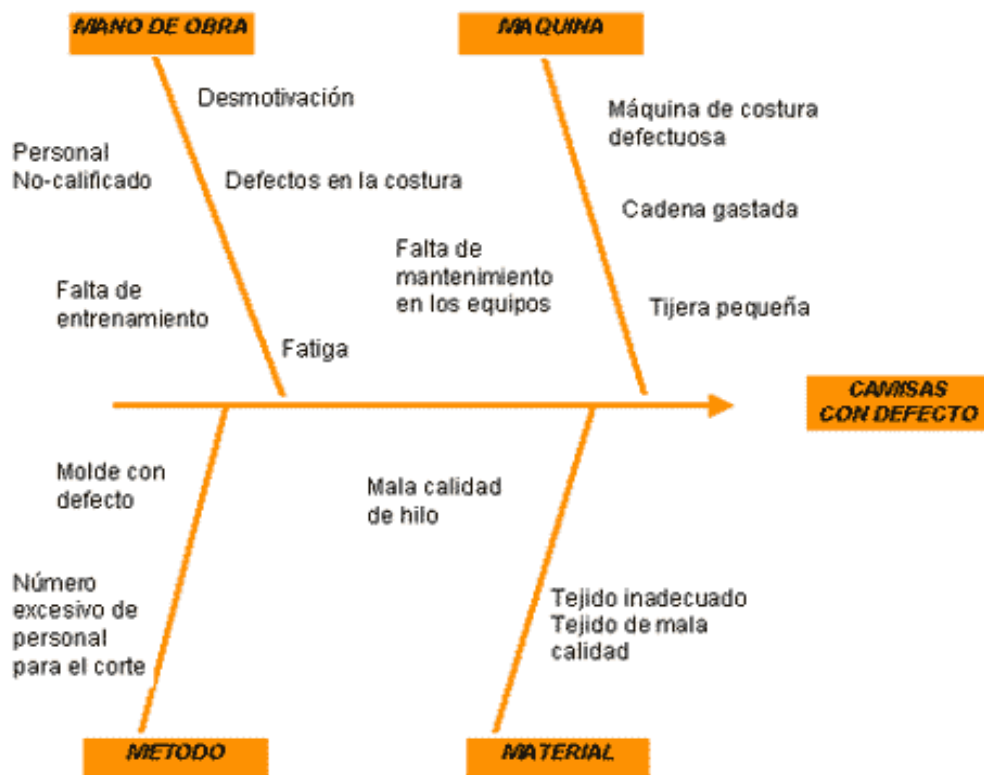 MANO DE OBRA
MAQUINA
Desmotivación
Máquina de costura
defectuosa
Personal
No-calificado
Defectos en la costura
Cadena gastada
Falta de
mantenimiento
en los equipos
Falta de
entrenamiento
Tijera pequeña
Fatiga
CAMISAS
CON DEFECTO
Molde con
defecto
Mala calidad
de hilo
Número
excesivo de
personal
para el corte
Tejido inadecuado
Tejido de mala
calidad
METODO
MATERIAL